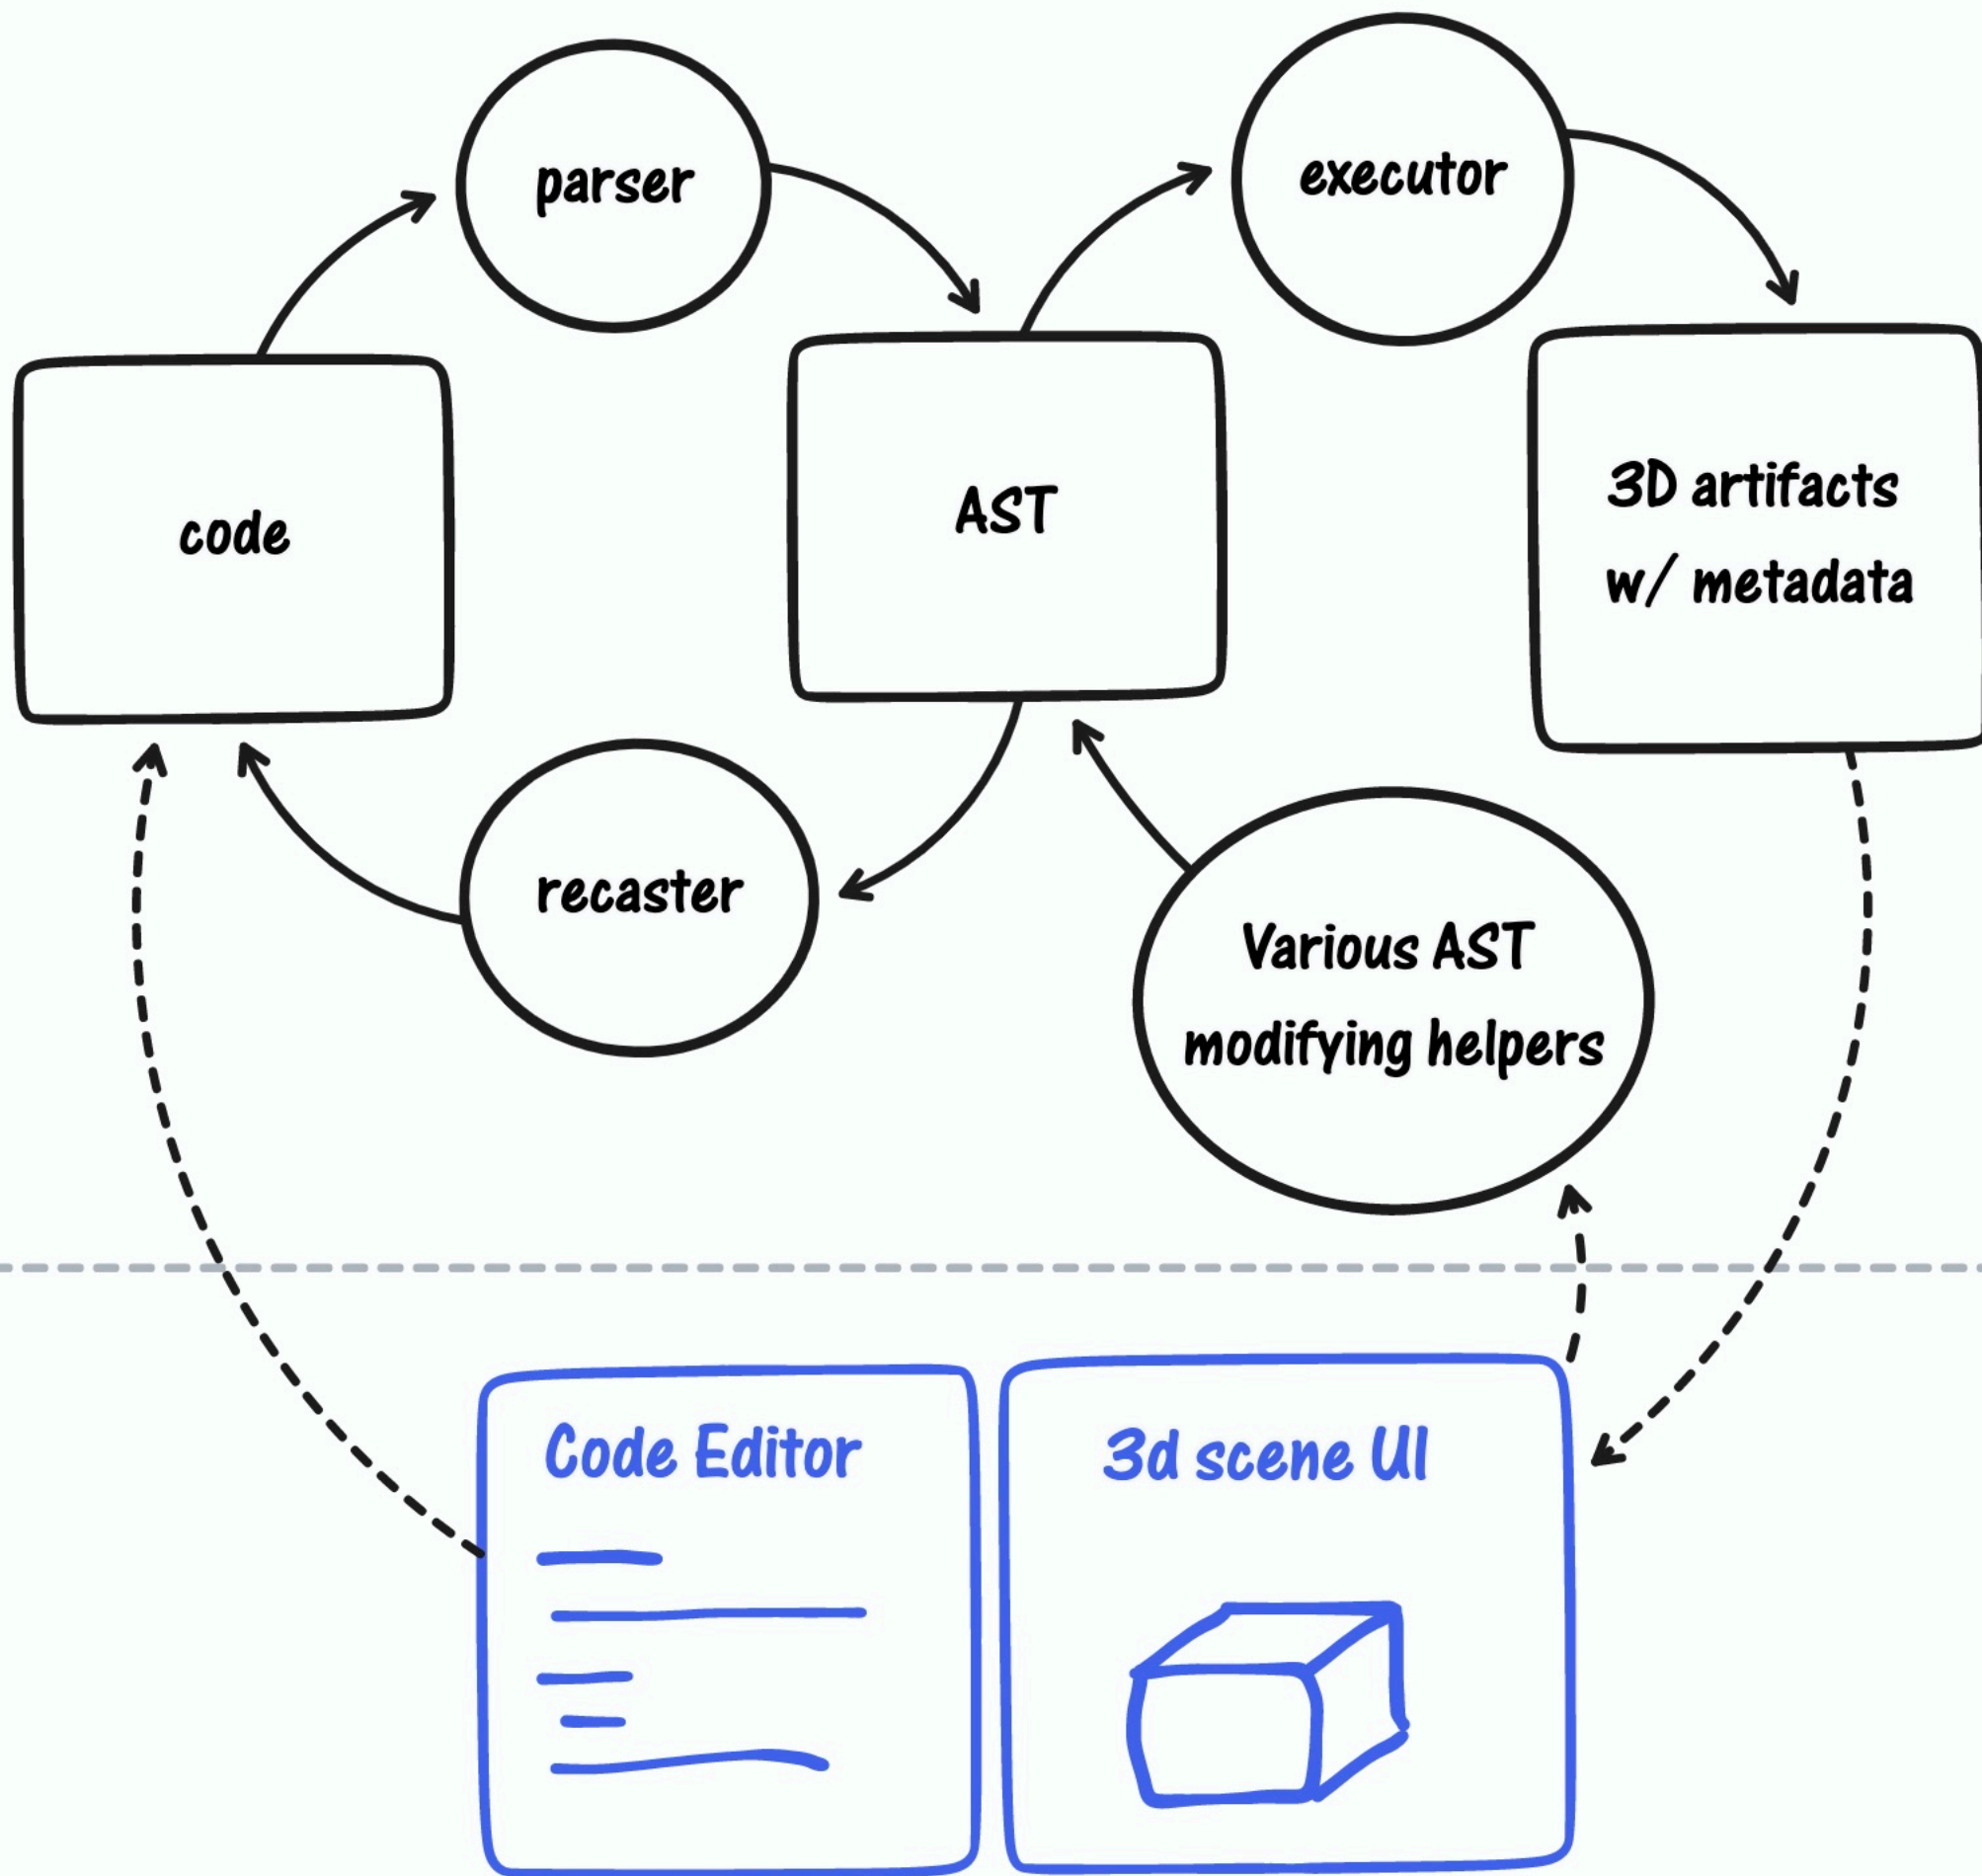 parser
executor
code
AST
3D artifacts
w/ metadata
recaster
Various AST
modifying helpers
Code Editor
3d scene UI